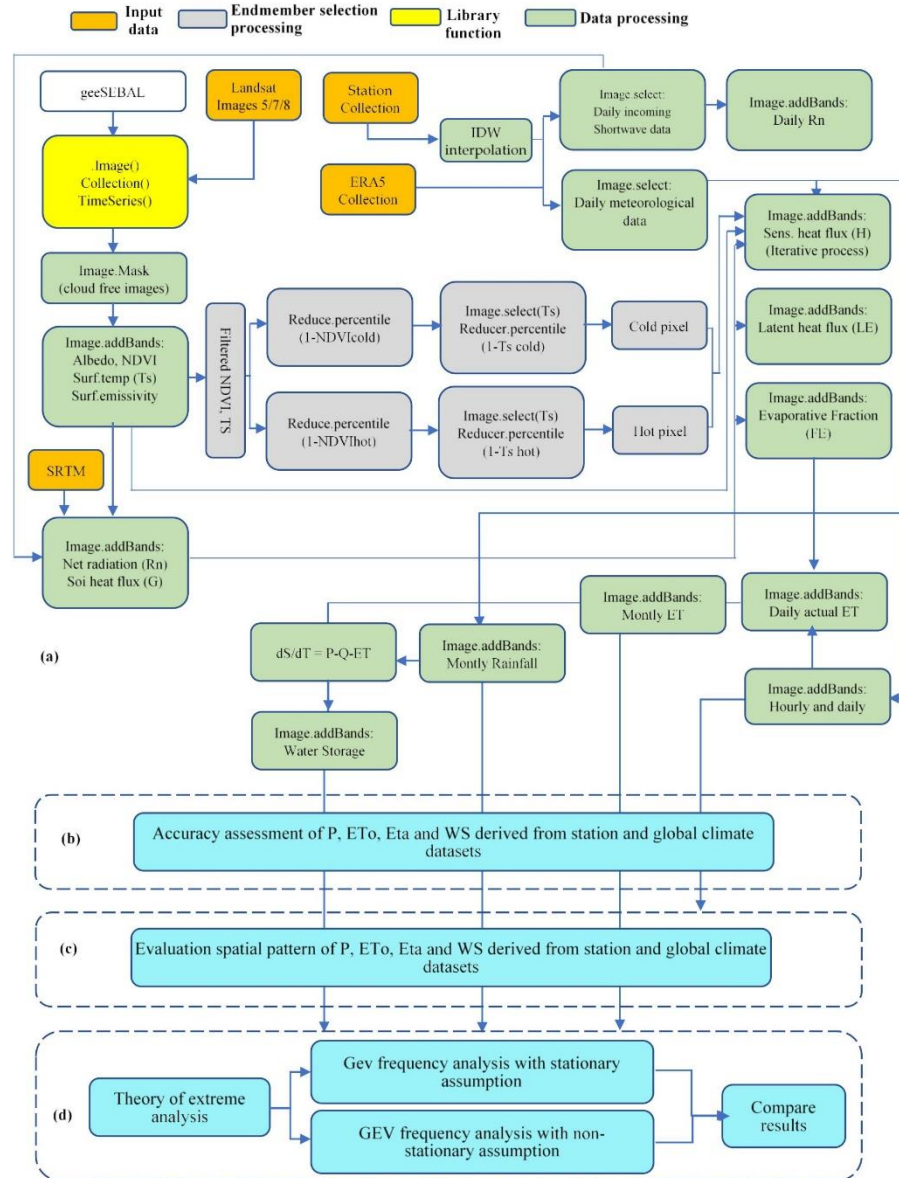 Input
data
Endmember selection
processing
Library
function
Data processing
geeSEBAL
Landsat
Images 5/7/8
Station
Collection
IDW
interpolation
ERA5
Collection
Image.select:
Daily incoming
Shortwave data
Image.addBands:
Daily Rn
.Image()
Collection()
TimeSeries()
Image.select:
Daily meteorological
data
Image.addBands:
Sens. heat flux (H)
(Iterative process)
Image.Mask
(cloud free images)
Image.addBands:
Albedo, NDVI
Surf.temp (Ts)
Surf.emissivity
Filtered NDVI, TS
Reduce.percentile
(1-NDVIcold)
Image.select(Ts)
Reducer.percentile
(1-Ts cold)
Cold pixel
Image.addBands:
Latent heat flux (LE)
Reduce.percentile
(1-NDVIhot)
Image.select(Ts)
Reducer.percentile
(1-Ts hot)
Hot pixel
Image.addBands:
Evaporative Fraction
(FE)
SRTM
Image.addBands:
Net radiation (Rn)
Soi heat flux (G)
Image.addBands:
Montly ET
Image.addBands:
Daily actual ET
(a)
dS/dT = P-Q-ET
Image.addBands:
Montly Rainfall
Image.addBands:
Hourly and daily
Image.addBands:
Water Storage
(b)
Accuracy assessment of P, ETo, Eta and WS derived from station and global climate
datasets
(c)
Evaluation spatial pattern of P, ETo, Eta and WS derived from station and global climate
datasets
(d)
Theory of extreme
analysis
Gev frequency analysis with stationary
assumption
GEV frequency analysis with non-
stationary assumption
Compare
results